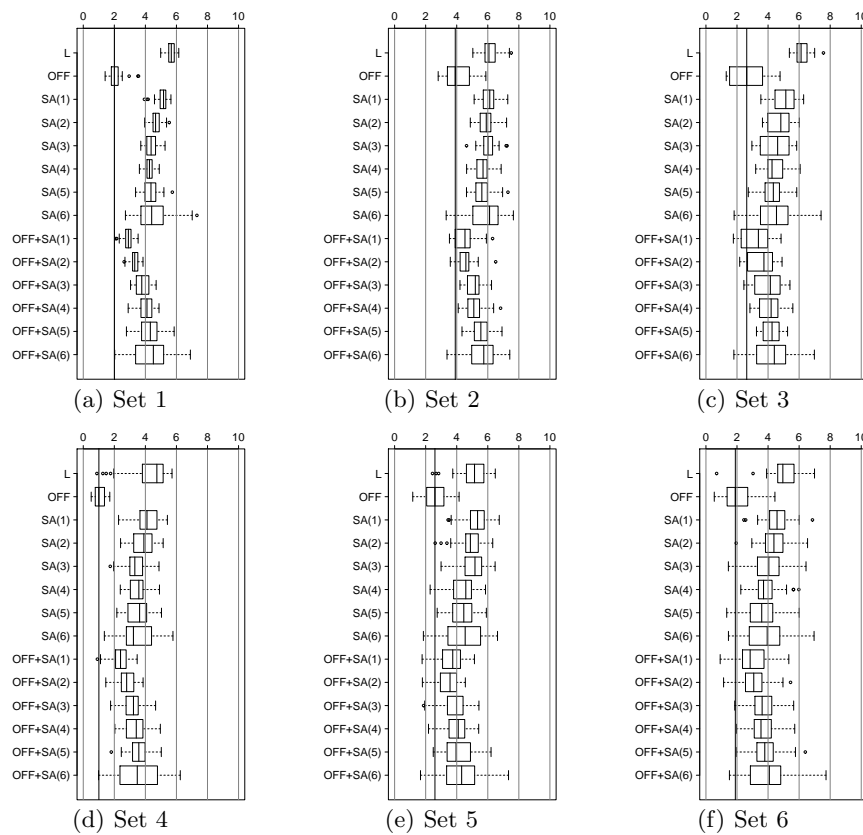 0 2 4 6 8 10
L
OFF
SA(1)
SA(2)
SA(3)
SA(4)
SA(5)
SA(6)
OFF+SA(1)
OFF+SA(2)
OFF+SA(3)
OFF+SA(4)
OFF+SA(5)
OFF+SA(6)
(a) Set 1
0 2 4 6 8 10
L
OFF
SA(1)
SA(2)
SA(3)
SA(4)
SA(5)
SA(6)
OFF+SA(1)
OFF+SA(2)
OFF+SA(3)
OFF+SA(4)
OFF+SA(5)
OFF+SA(6)
(b) Set 2
0 2 4 6 8 10
L
OFF
SA(1)
SA(2)
SA(3)
SA(4)
SA(5)
SA(6)
OFF+SA(1)
OFF+SA(2)
OFF+SA(3)
OFF+SA(4)
OFF+SA(5)
OFF+SA(6)
(c) Set 3
0 2 4 6 8 10
L
OFF
SA(1)
SA(2)
SA(3)
SA(4)
SA(5)
SA(6)
OFF+SA(1)
OFF+SA(2)
OFF+SA(3)
OFF+SA(4)
OFF+SA(5)
OFF+SA(6)
(d) Set 4
0 2 4 6 8 10
L
OFF
SA(1)
SA(2)
SA(3)
SA(4)
SA(5)
SA(6)
OFF+SA(1)
OFF+SA(2)
OFF+SA(3)
OFF+SA(4)
OFF+SA(5)
OFF+SA(6)
(e) Set 5
0 2 4 6 8 10
L
OFF
SA(1)
SA(2)
SA(3)
SA(4)
SA(5)
SA(6)
OFF+SA(1)
OFF+SA(2)
OFF+SA(3)
OFF+SA(4)
OFF+SA(5)
OFF+SA(6)
(f) Set 6